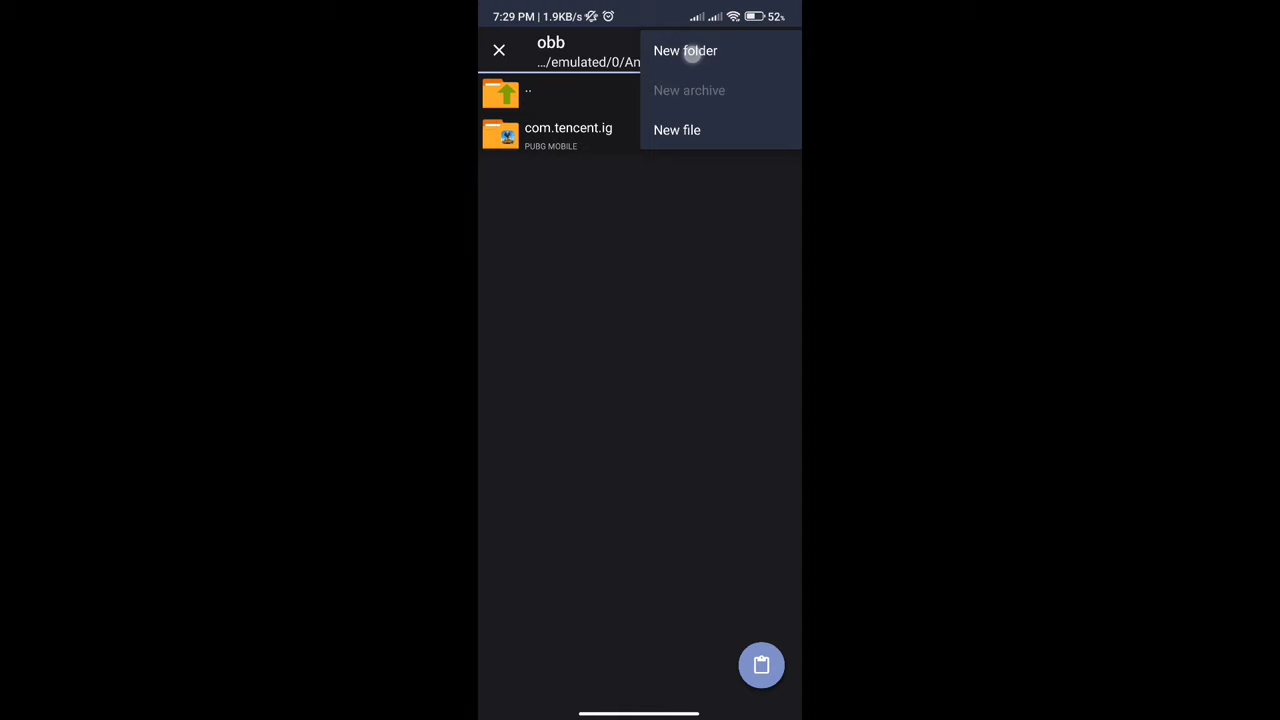 7:29 PM | 1.9KB/s
52%
obb
.../emulated/0/An
New folder
New archive
New file
..
com.tencent.ig
PUBG MOBILE